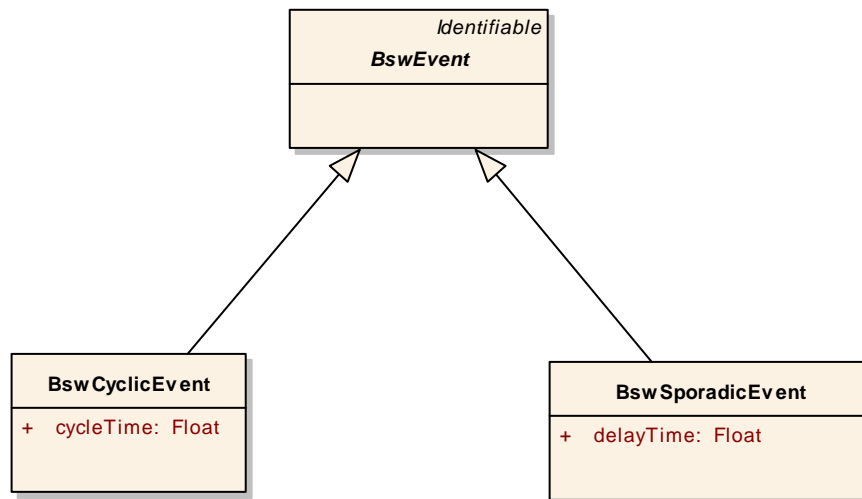 Identifiable
BswEvent
BswCyclicEvent
+ cycleTime: Float
BswSporadicEvent
+ delayTime: Float